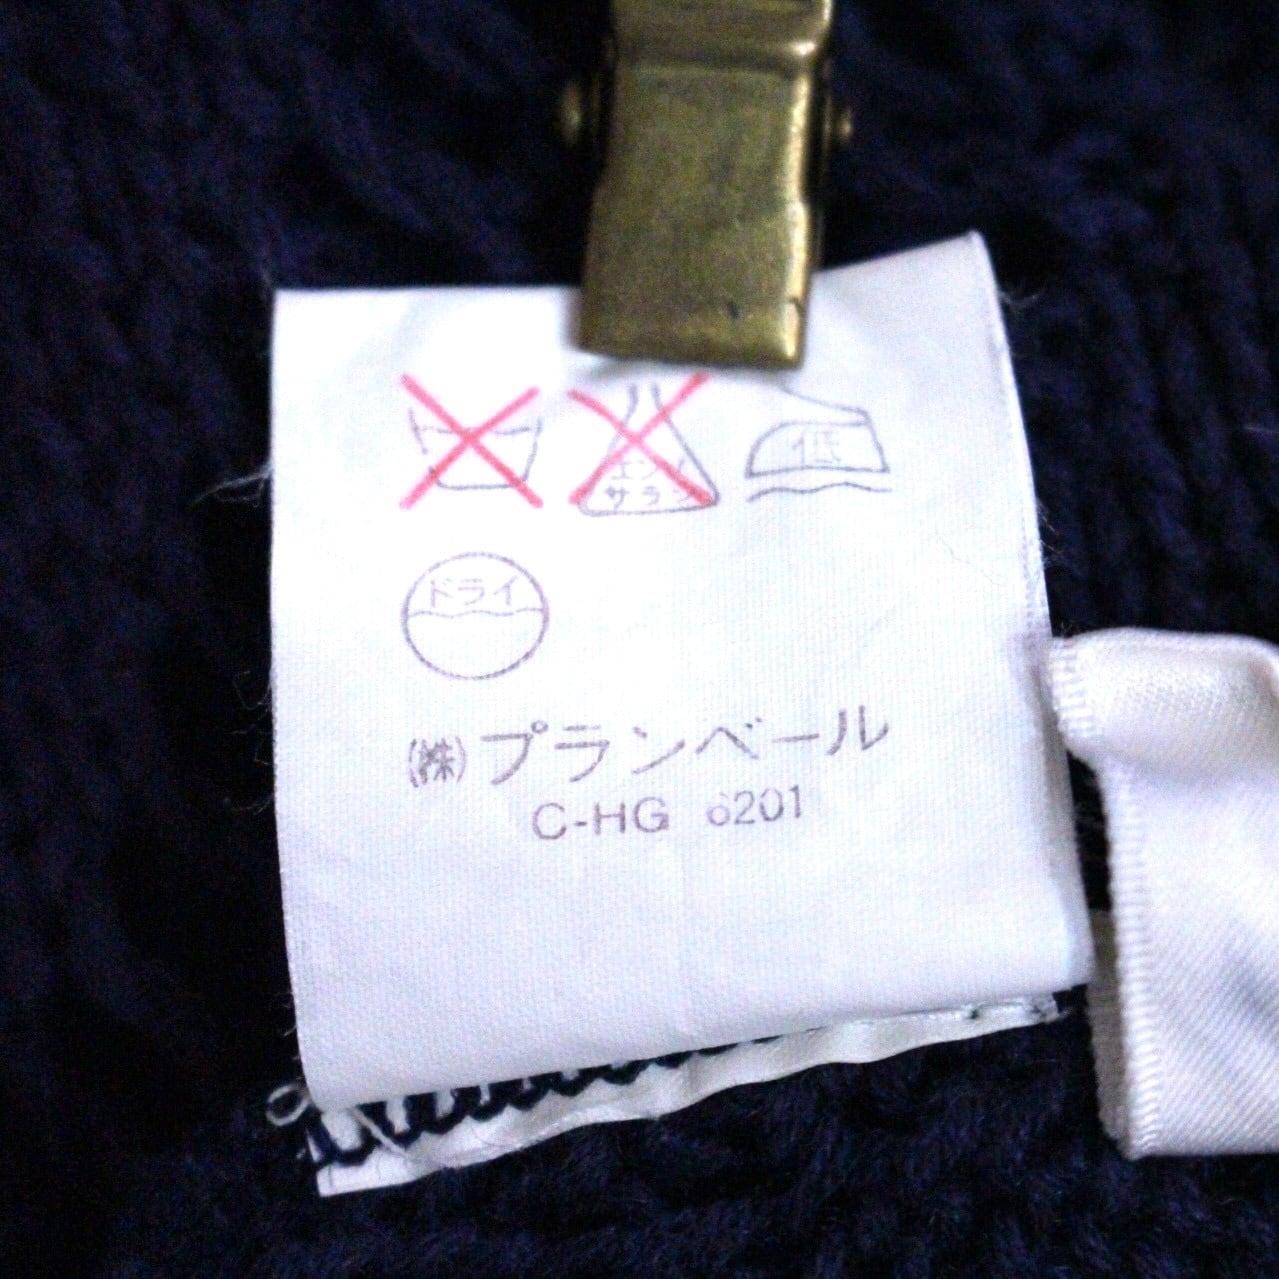 エンソ
サラシ
低
ドライ
(株)プランベール
C-HG 6201